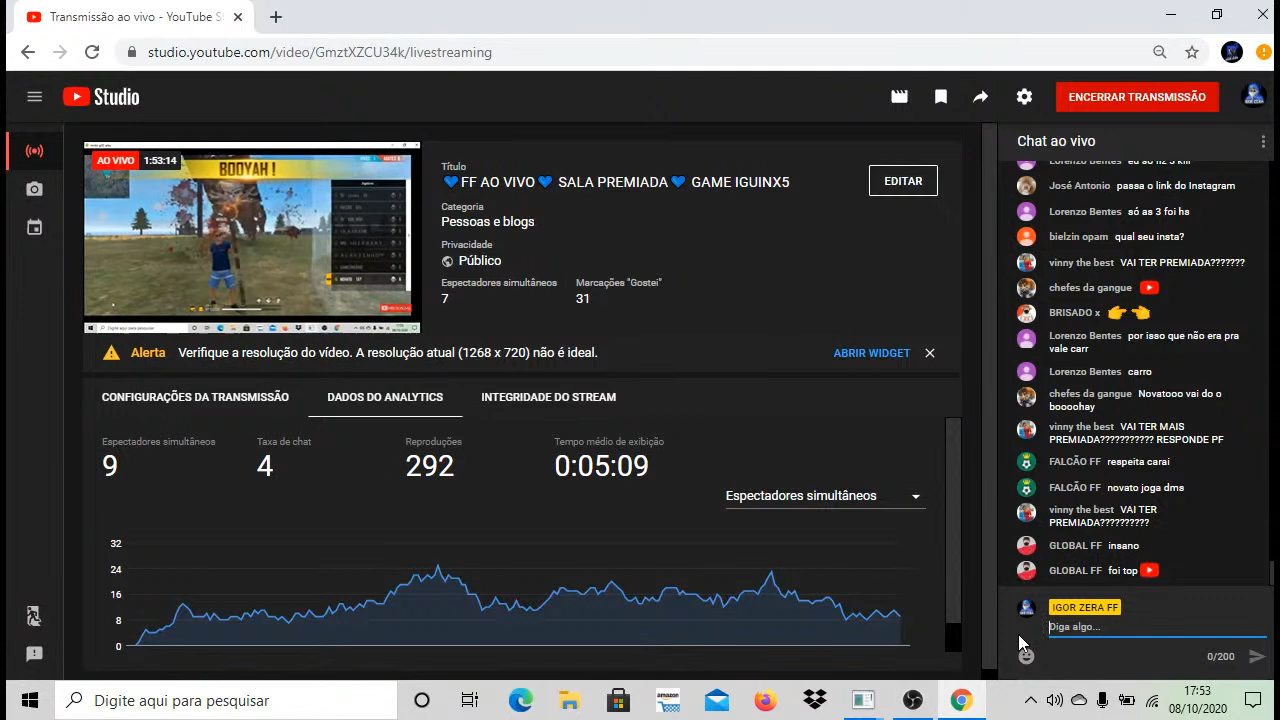 Transmissão ao vivo - YouTube S
studio.youtube.com/video/GmztXZCU34k/livestreaming
Studio
ENCERRAR TRANSMISSÃO
AO VIVO 1:53:14
BOOYAH !
Título
💙FF AO VIVO💙 SALA PREMIADA💙 GAME IGUINX5
EDITAR
Categoria
Pessoas e blogs
Privacidade
Público
Espectadores simultâneos
7
Marcações "Gostei"
31
Alerta Verifique a resolução do vídeo. A resolução atual (1268 x 720) não é ideal.
ABRIR WIDGET
CONFIGURAÇÕES DA TRANSMISSÃO
DADOS DO ANALYTICS
INTEGRIDADE DO STREAM
Espectadores simultâneos
9
Taxa de chat
4
Reproduções
292
Tempo médio de exibição
0:05:09
Espectadores simultâneos
32
24
16
8
0
Chat ao vivo
Lorenzo Bentes eu só fiz 3 kill
José Antonio passa o link do Instagram
Lorenzo Bentes só as 3 foi hs
bielzin opam qual seu insta?
vinny the best VAI TER PREMIADA???????
chefes da gangue
BRISADO x 👉 👈
Lorenzo Bentes por isso que não era pra
vale carr
Lorenzo Bentes carro
chefes da gangue Novatooo vai do o
boooohay
vinny the best VAI TER MAIS
PREMIADA??????????? RESPONDE PF
FALCÃO FF respeita carai
FALCÃO FF novato joga dms
vinny the best VAI TER
PREMIADA??????????
GLOBAL FF insano
GLOBAL FF foi top
IGOR ZERA FF
Diga algo...
0/200
Digite aqui para pesquisar
amazon
17:53
08/10/2020